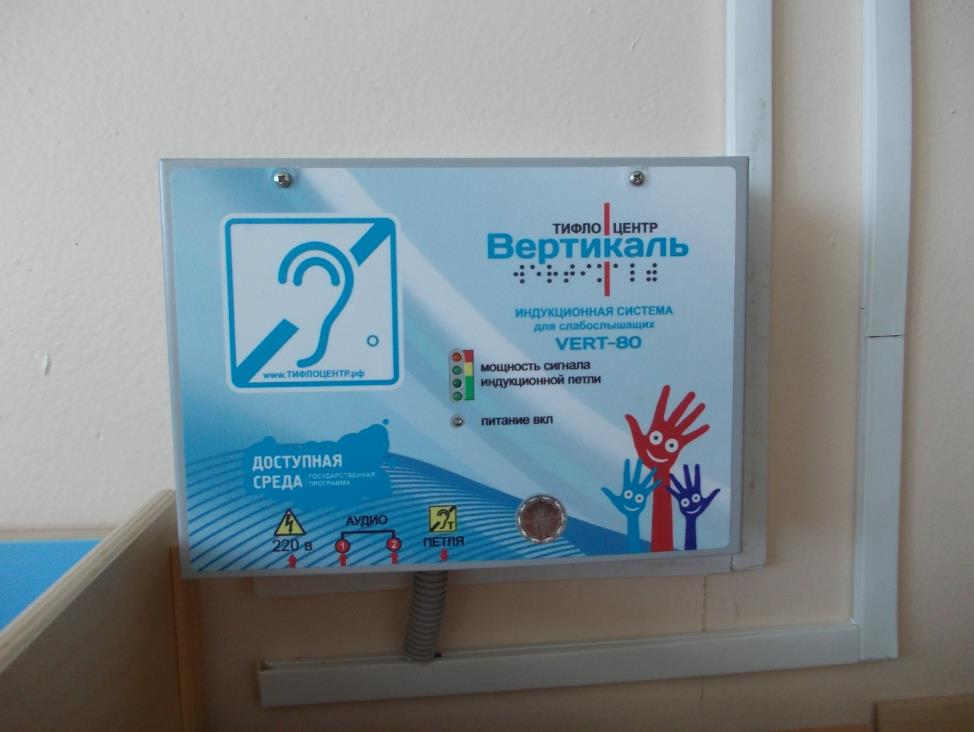 ТИФЛО ЦЕНТР
Вертикаль
ИНДУКЦИОННАЯ СИСТЕМА
для слабослышащих
VERT-80
www.ТИФЛОЦЕНТР.рф
мощность сигнала
индукционной петли
питание вкл
ДОСТУПНАЯ
СРЕДА
ГОСУДАРСТВЕННАЯ
ПРОГРАММА
220 в
АУДИО
1 2
T
ПЕТЛЯ